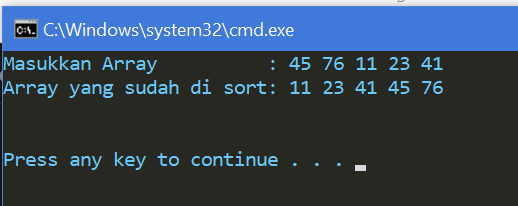 C:\Windows\system32\cmd.exe
Masukkan Array         : 45 76 11 23 41
Array yang sudah di sort: 11 23 41 45 76
Press any key to continue . . .